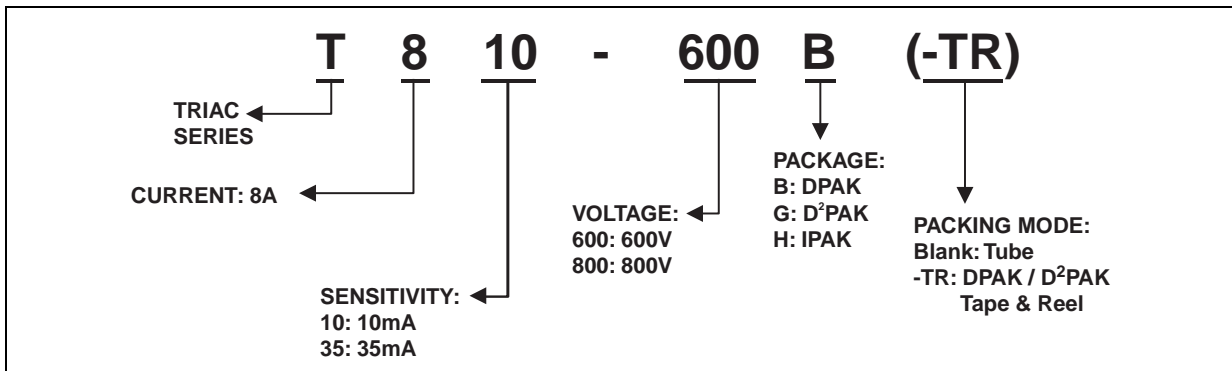 T 8 10 - 600 B (-TR)
TRIAC
SERIES
CURRENT: 8A
SENSITIVITY:
10: 10mA
35: 35mA
VOLTAGE:
600: 600V
800: 800V
PACKAGE:
B: DPAK
G: D²PAK
H: IPAK
PACKING MODE:
Blank: Tube
-TR: DPAK / D²PAK
Tape & Reel